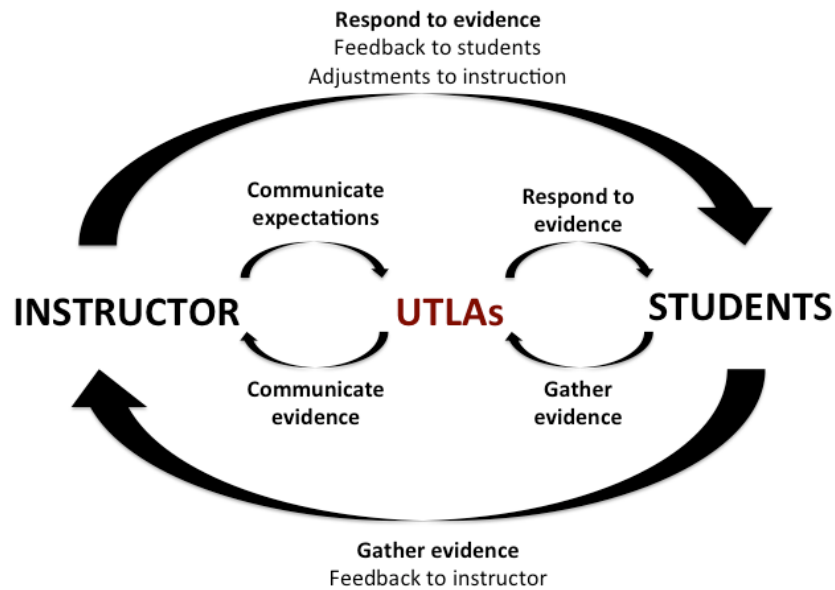 Respond to evidence
Feedback to students
Adjustments to instruction
Communicate
expectations
Respond to
evidence
INSTRUCTOR
UTLAs
STUDENTS
Communicate
evidence
Gather
evidence
Gather evidence
Feedback to instructor